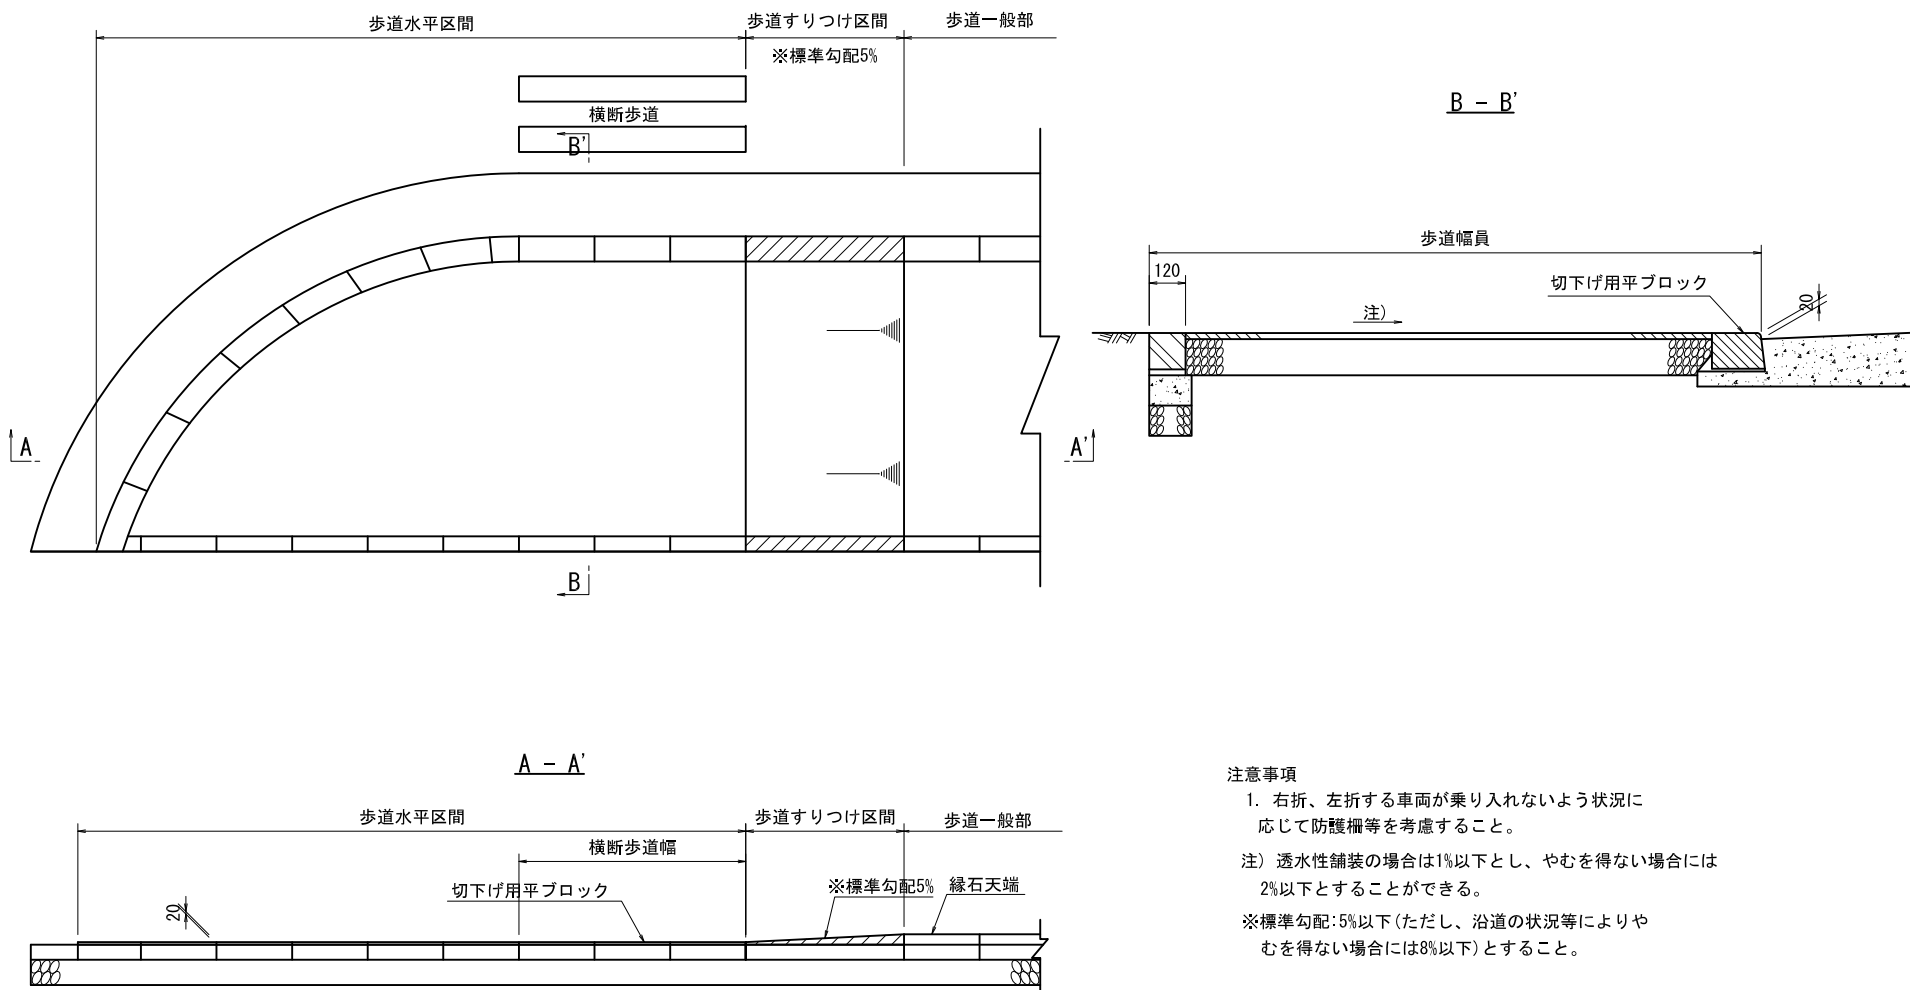 歩道水平区間
歩道すりつけ区間
歩道一般部
※標準勾配5%
横断歩道
B'
A
A'
B
B － B'
歩道幅員
120
切下げ用平ブロック
20
注)
A － A'
歩道水平区間
歩道すりつけ区間
歩道一般部
横断歩道幅
切下げ用平ブロック
※標準勾配5%
縁石天端
20
注意事項
1. 右折、左折する車両が乗り入れないよう状況に
応じて防護柵等を考慮すること。
注) 透水性舗装の場合は1%以下とし、やむを得ない場合には
2%以下とすることができる。
※標準勾配:5%以下(ただし、沿道の状況等によりや
むを得ない場合には8%以下)とすること。